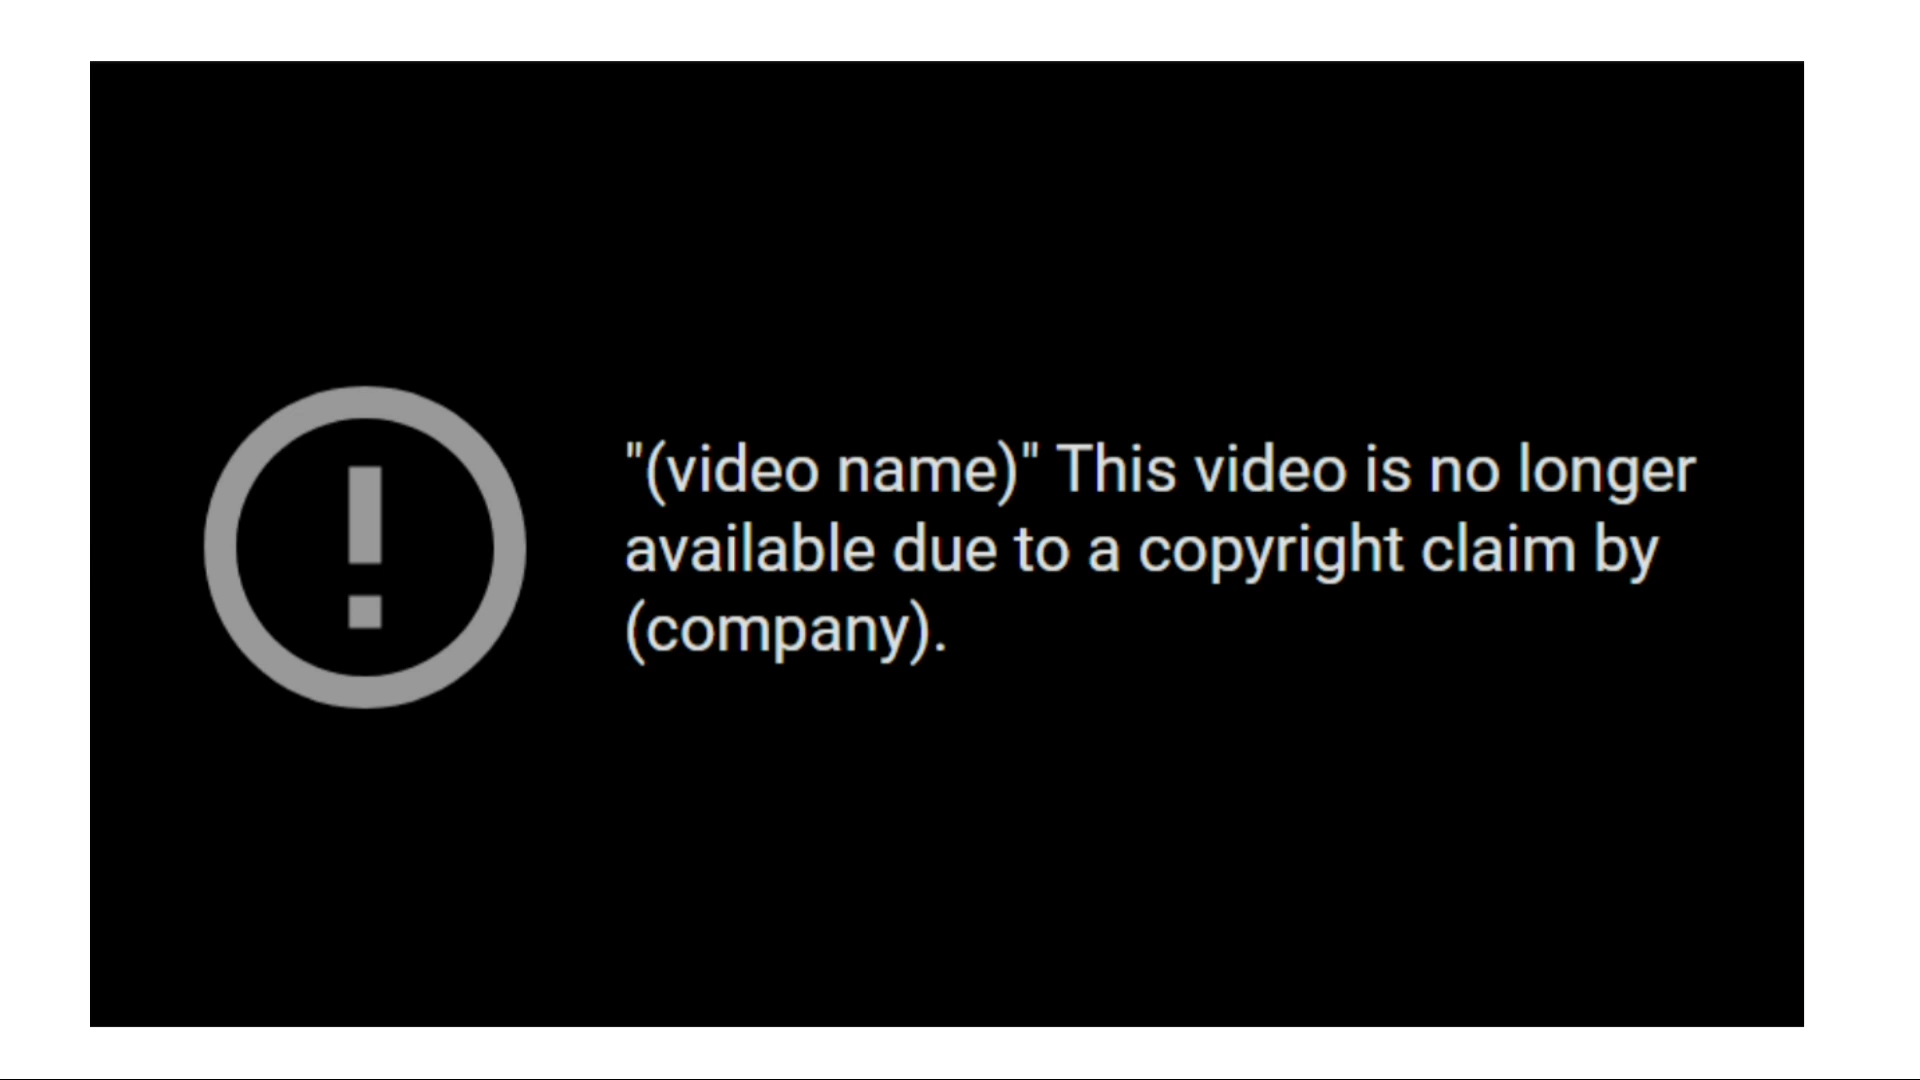 "(video name)" This video is no longer
available due to a copyright claim by
(company).